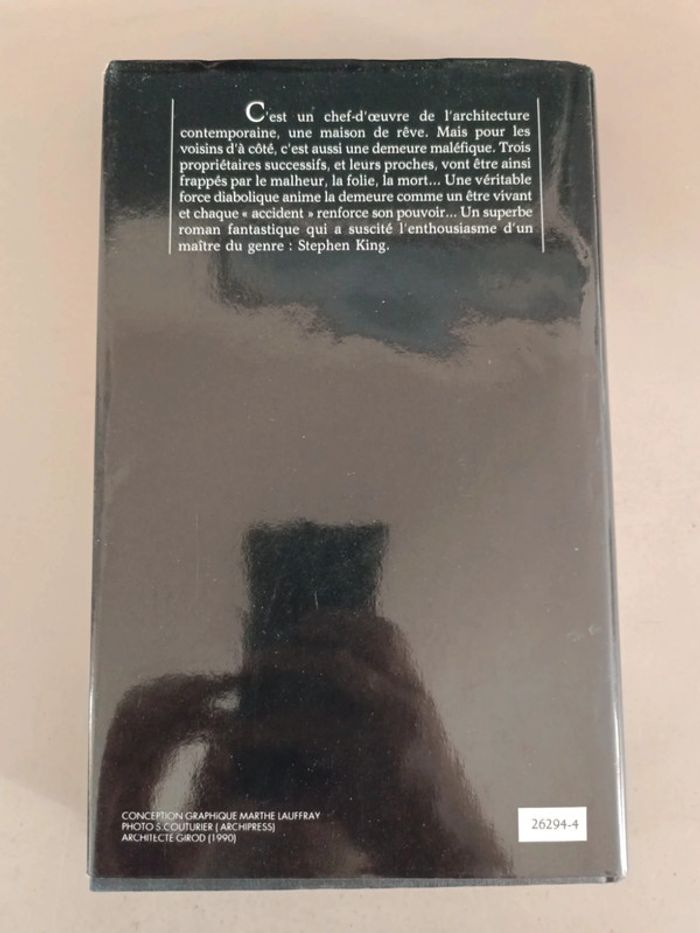 C'est un chef-d'œuvre de l'architecture
contemporaine, une maison de rêve. Mais pour les
voisins d'à côté, c'est aussi une demeure maléfique. Trois
propriétaires successifs, et leurs proches, vont être ainsi
frappés par le malheur, la folie, la mort... Une véritable
force diabolique anime la demeure comme un être vivant
et chaque « accident » renforce son pouvoir... Un superbe
roman fantastique qui a suscité l'enthousiasme d'un
maître du genre : Stephen King.
CONCEPTION GRAPHIQUE MARTHE LAUFFRAY
PHOTO S.COUTURIER ( ARCHIPRESS)
ARCHITECTE GIROD (1990)
26294-4